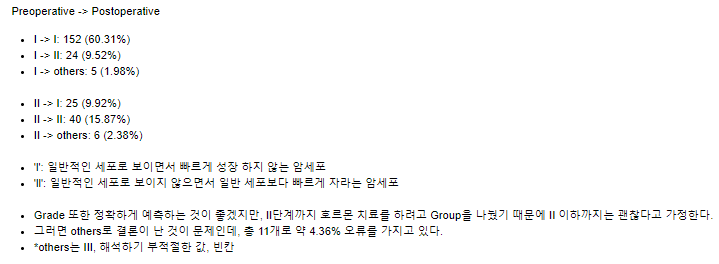 Preoperative -> Postoperative
• I -> I: 152 (60.31%)
• I -> II: 24 (9.52%)
• I -> others: 5 (1.98%)
• II -> I: 25 (9.92%)
• II -> II: 40 (15.87%)
• II -> others: 6 (2.38%)
• 'I': 일반적인 세포로 보이면서 빠르게 성장 하지 않는 암세포
• 'II': 일반적인 세포로 보이지 않으면서 일반 세포보다 빠르게 자라는 암세포
• Grade 또한 정확하게 예측하는 것이 좋겠지만, II단계까지 호르몬 치료를 하려고 Group을 나눴기 때문에 II 이하까지는 괜찮다고 가정한다.
• 그러면 others로 결론이 난 것이 문제인데, 총 11개로 약 4.36% 오류를 가지고 있다.
• *others는 III, 해석하기 부적절한 값, 빈칸